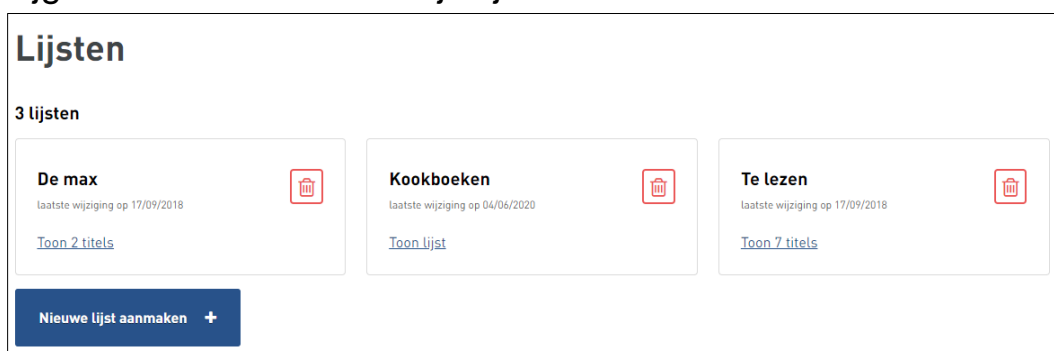 Lijsten
3 lijsten
De max
laatste wijziging op 17/09/2018
Toon 2 titels
Kookboeken
laatste wijziging op 04/06/2020
Toon lijst
Te lezen
laatste wijziging op 17/09/2018
Toon 7 titels
Nieuwe lijst aanmaken +